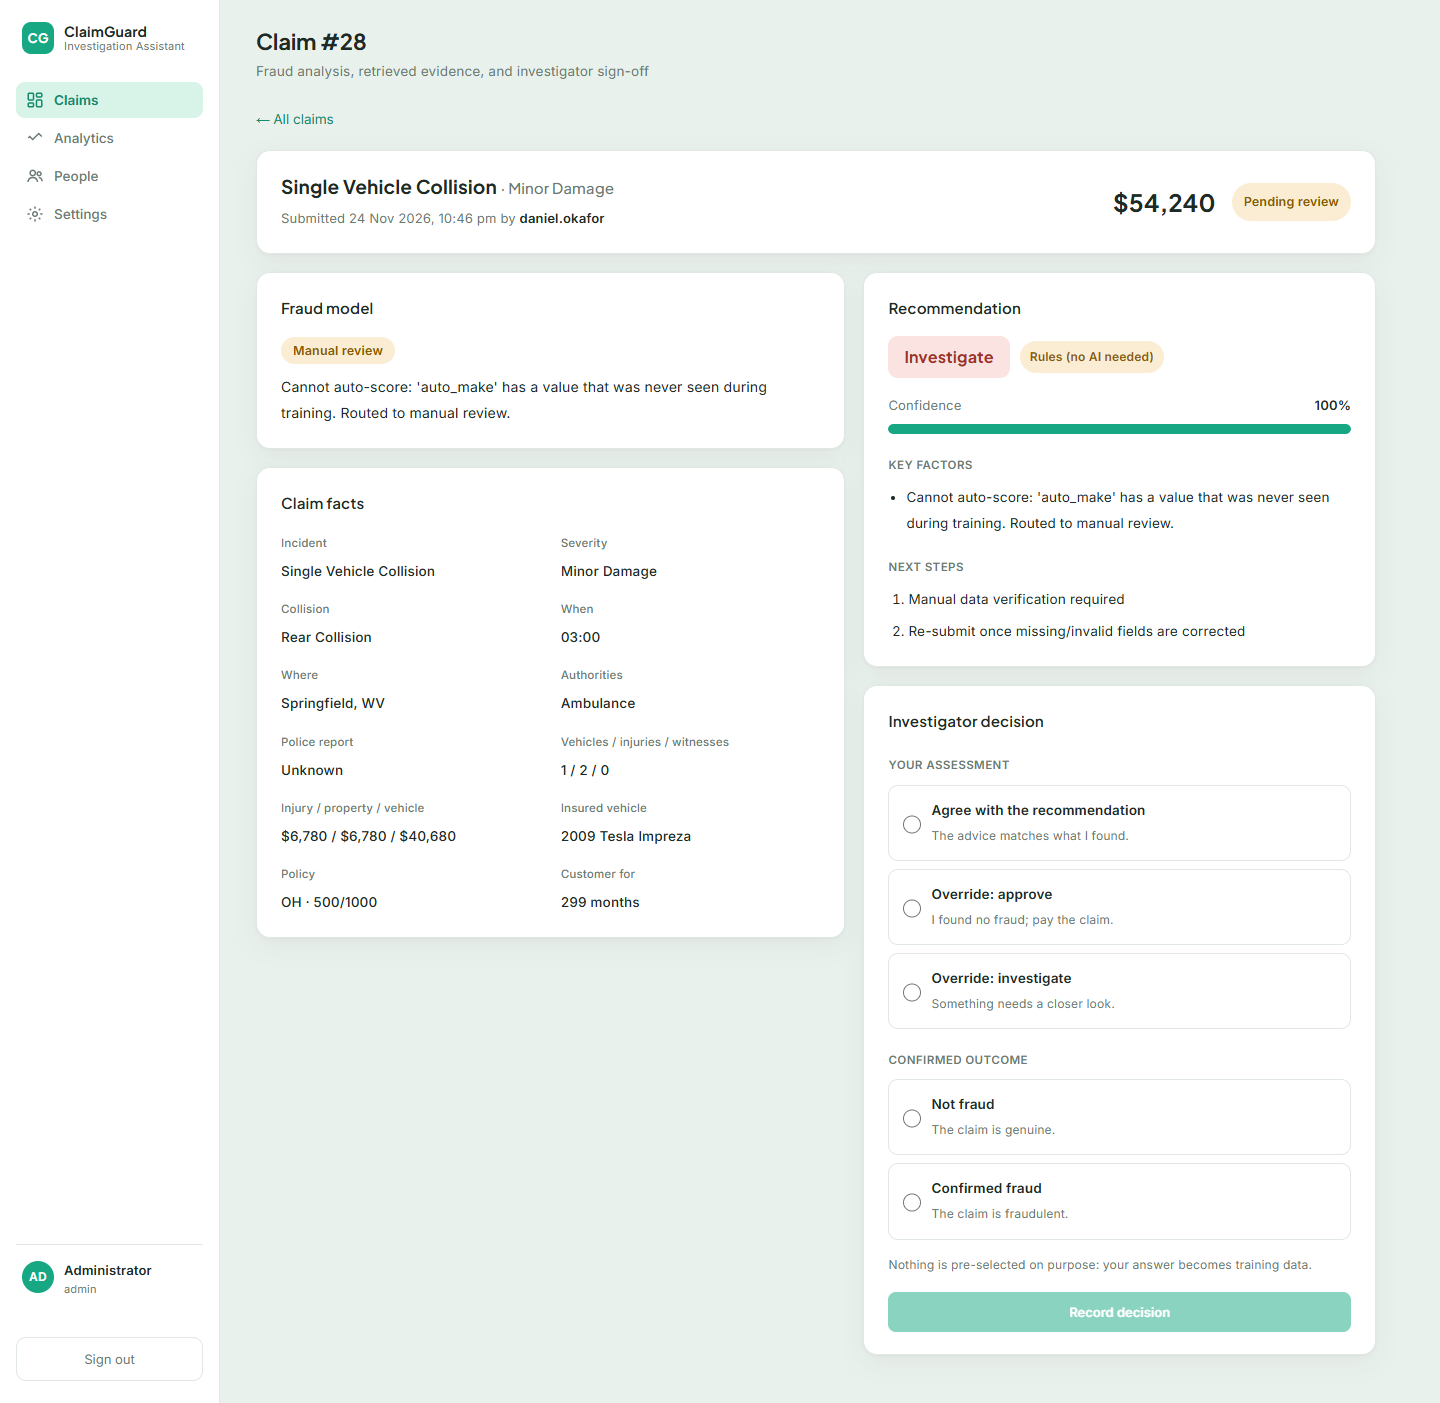 CG
ClaimGuard
Investigation Assistant
Claims
Analytics
People
Settings
AD
Administrator
admin
Sign out
Claim #28
Fraud analysis, retrieved evidence, and investigator sign-off
← All claims
Single Vehicle Collision · Minor Damage
Submitted 24 Nov 2026, 10:46 pm by daniel.okafor
$54,240
Pending review
Fraud model
Manual review
Cannot auto-score: 'auto_make' has a value that was never seen during
training. Routed to manual review.
Claim facts
Incident
Single Vehicle Collision
Severity
Minor Damage
Collision
Rear Collision
When
03:00
Where
Springfield, WV
Authorities
Ambulance
Police report
Unknown
Vehicles / injuries / witnesses
1 / 2 / 0
Injury / property / vehicle
$6,780 / $6,780 / $40,680
Insured vehicle
2009 Tesla Impreza
Policy
OH · 500/1000
Customer for
299 months
Recommendation
Investigate
Rules (no AI needed)
Confidence
100%
KEY FACTORS
• Cannot auto-score: 'auto_make' has a value that was never seen
during training. Routed to manual review.
NEXT STEPS
1. Manual data verification required
2. Re-submit once missing/invalid fields are corrected
Investigator decision
YOUR ASSESSMENT
Agree with the recommendation
The advice matches what I found.
Override: approve
I found no fraud; pay the claim.
Override: investigate
Something needs a closer look.
CONFIRMED OUTCOME
Not fraud
The claim is genuine.
Confirmed fraud
The claim is fraudulent.
Nothing is pre-selected on purpose: your answer becomes training data.
Record decision